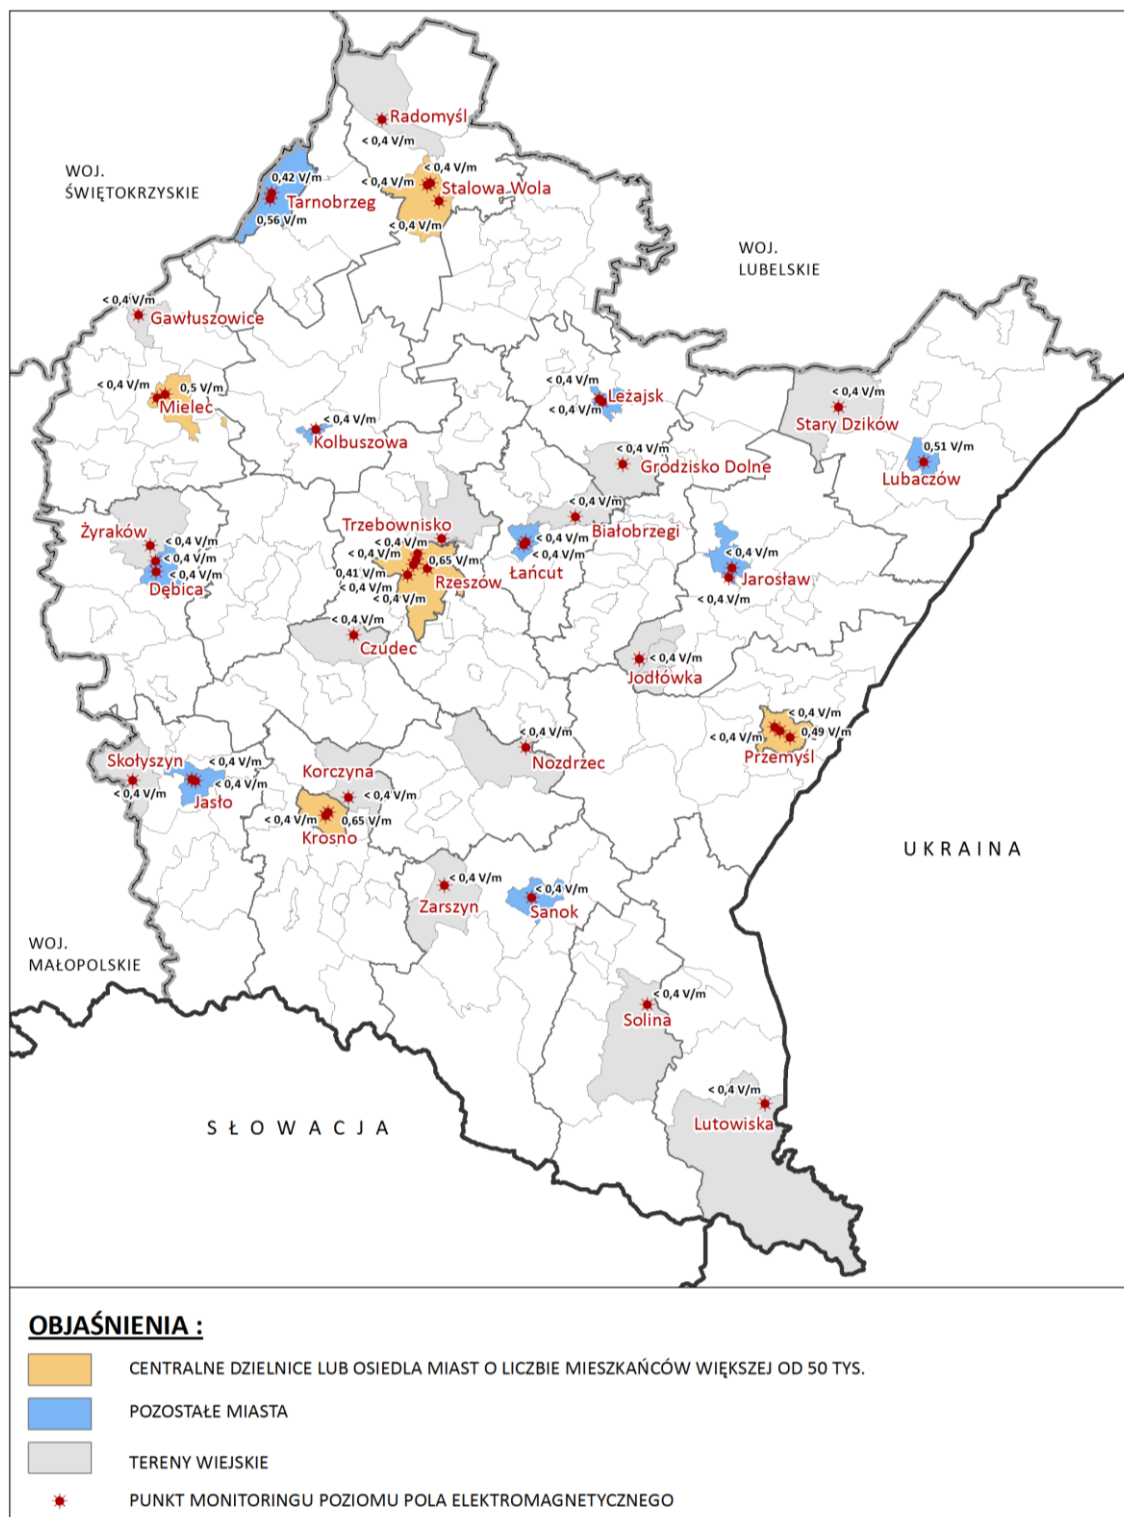 Radomyśl
< 0,4 V/m
WOJ.
ŚWIĘTOKRZYSKIE
0,42 V/m
Tarnobrzeg
0,56 V/m
< 0,4 V/m
< 0,4 V/m
Stalowa Wola
< 0,4 V/m
WOJ.
LUBELSKIE
< 0,4 V/m
Gawłuszowice
< 0,4 V/m
0,5 V/m
Mielec
< 0,4 V/m
Kolbuszowa
< 0,4 V/m
Leżajsk
< 0,4 V/m
< 0,4 V/m
Stary Dzików
0,51 V/m
Lubaczów
< 0,4 V/m
Grodzisko Dolne
< 0,4 V/m
Białobrzegi
Żyraków
< 0,4 V/m
< 0,4 V/m
< 0,4 V/m
Dębica
Trzebownisko
< 0,4 V/m
< 0,4 V/m
0,65 V/m
0,41 V/m
Rzeszów
< 0,4 V/m
< 0,4 V/m
< 0,4 V/m
< 0,4 V/m
Łańcut
< 0,4 V/m
Jarosław
< 0,4 V/m
< 0,4 V/m
Czudec
< 0,4 V/m
Jodłówka
< 0,4 V/m
< 0,4 V/m
0,49 V/m
Przemyśl
< 0,4 V/m
Nozdrzec
Skołyszyn
< 0,4 V/m
< 0,4 V/m
< 0,4 V/m
Jasło
Korczyna
< 0,4 V/m
< 0,4 V/m
0,65 V/m
Krosno
UKRAINA
< 0,4 V/m
Zarszyn
< 0,4 V/m
Sanok
WOJ.
MAŁOPOLSKIE
< 0,4 V/m
Solina
< 0,4 V/m
Lutowiska
SŁOWACJA
OBJAŚNIENIA :
CENTRALNE DZIELNICE LUB OSIEDLA MIAST O LICZBIE MIESZKAŃCÓW WIĘKSZEJ OD 50 TYS.
POZOSTAŁE MIASTA
TERENY WIEJSKIE
PUNKT MONITORINGU POZIOMU POLA ELEKTROMAGNETYCZNEGO